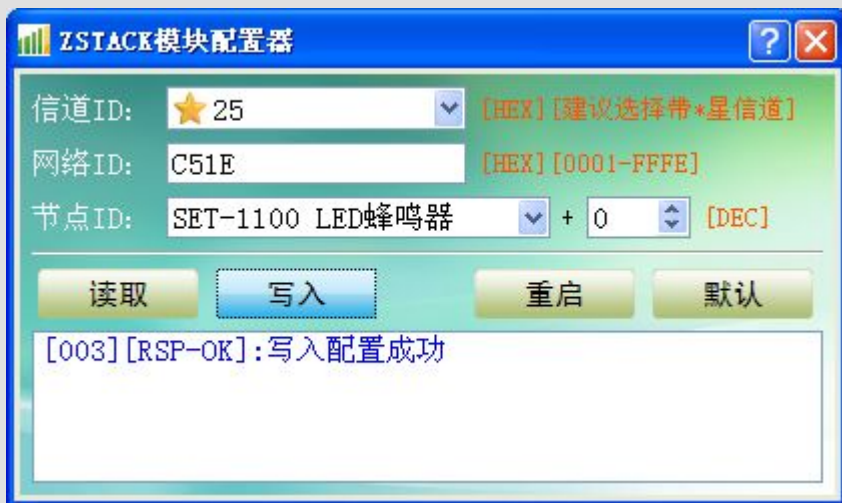 ZSTACK模块配置器
信道ID: 25 [HEX][建议选择带*星信道]
网络ID: C51E [HEX][0001-FFFE]
节点ID: SET-1100 LED蜂鸣器 + 0 [DEC]
读取 写入 重启 默认
[003][RSP-OK]:写入配置成功